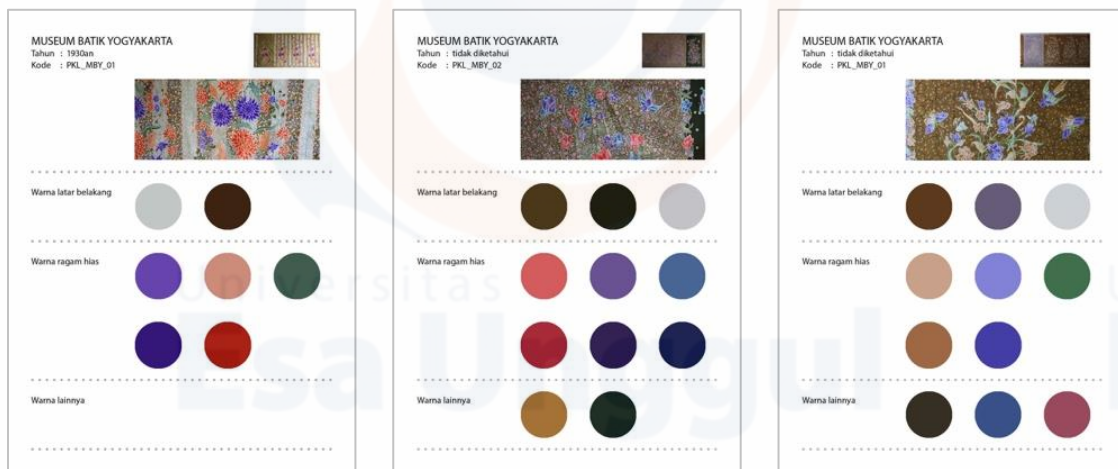 MUSEUM BATIK YOGYAKARTA
Tahun : 1930an
Kode : PKL_MBY_01
Warna latar belakang
Warna ragam hias
Warna lainnya
MUSEUM BATIK YOGYAKARTA
Tahun : tidak diketahui
Kode : PKL_MBY_02
Warna latar belakang
Warna ragam hias
Warna lainnya
MUSEUM BATIK YOGYAKARTA
Tahun : tidak diketahui
Kode : PKL_MBY_01
Warna latar belakang
Warna ragam hias
Warna lainnya
Universitas
Esa Unggul